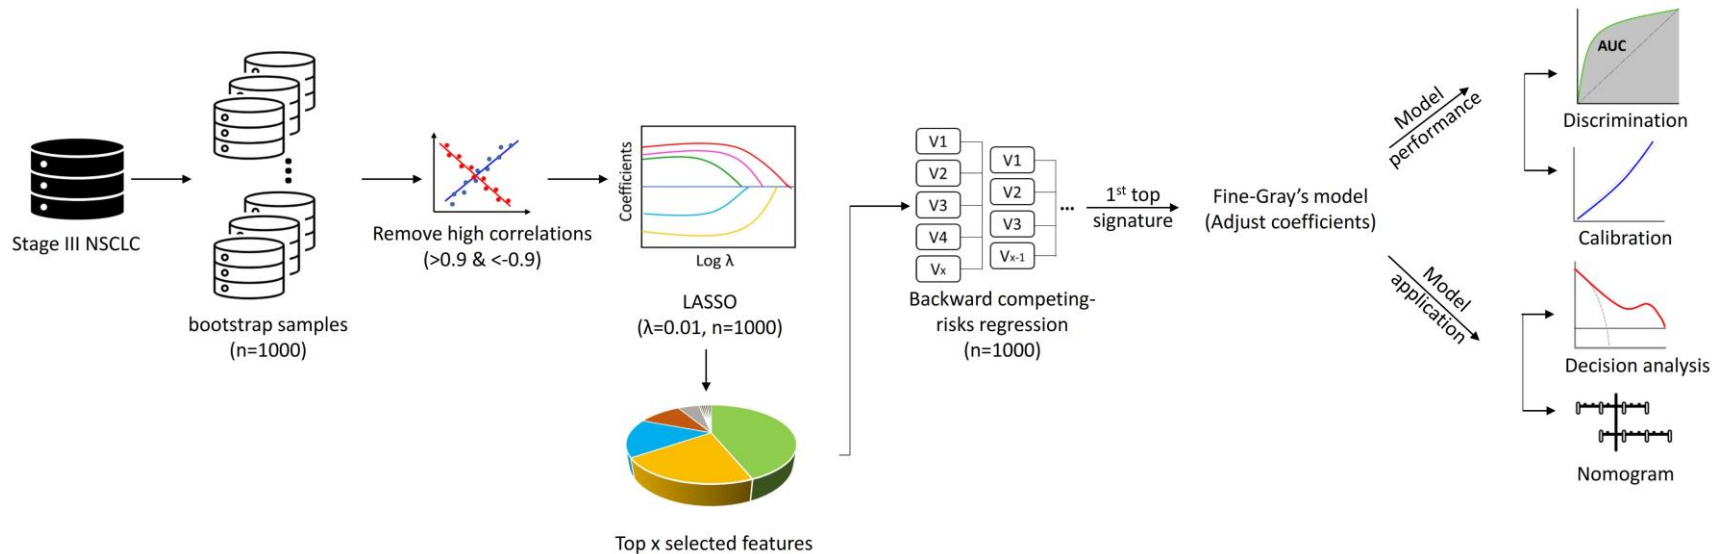 Stage III NSCLC
bootstrap samples
(n=1000)
Remove high correlations
(>0.9 & <-0.9)
Coefficients
Log λ
LASSO
(λ=0.01, n=1000)
Top x selected features
V1
V2
V3
V4
Vx
V1
V2
V3
Vx-1
...
Backward competing-
risks regression
(n=1000)
1st top
signature
Fine-Gray’s model
(Adjust coefficients)
Model
performance
Model
application
AUC
Discrimination
Calibration
Decision analysis
Nomogram